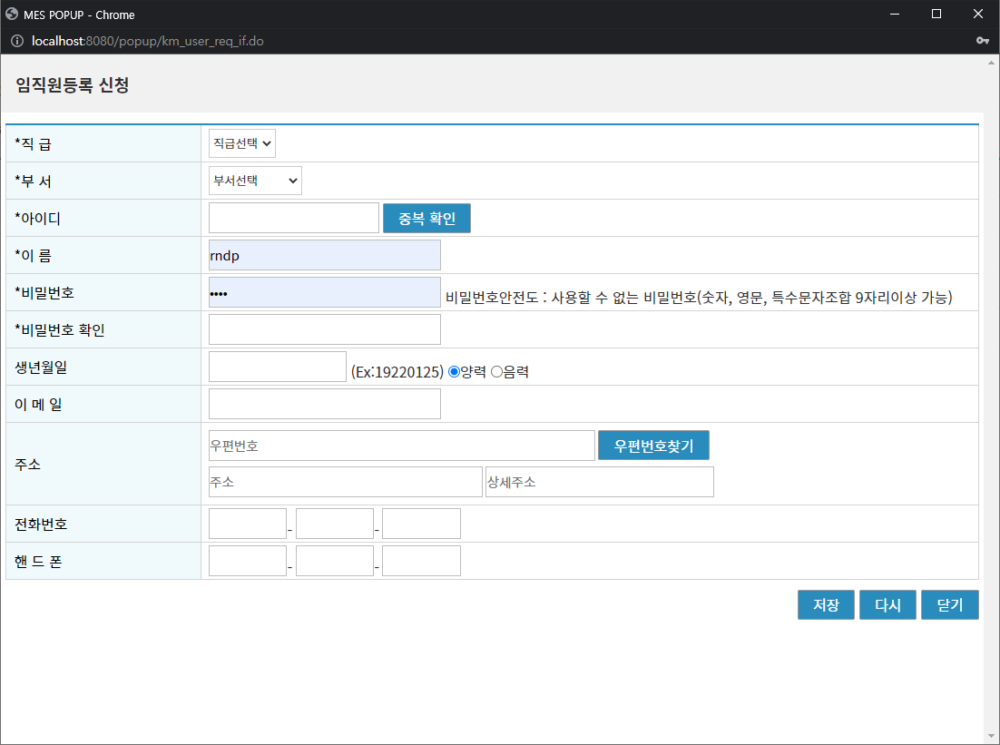 MES POPUP - Chrome
localhost:8080/popup/km_user_req_if.do
임직원등록 신청
*직 급 직급선택
*부 서 부서선택
*아이디 중복 확인
*이 름 rndp
*비밀번호 •••• 비밀번호안전도 : 사용할 수 없는 비밀번호(숫자, 영문, 특수문자조합 9자리이상 가능)
*비밀번호 확인
생년월일 (Ex:19220125) 양력 음력
이 메 일
주소 우편번호 우편번호찾기
주소 상세주소
전화번호 - -
핸 드 폰 - -
저장 다시 닫기